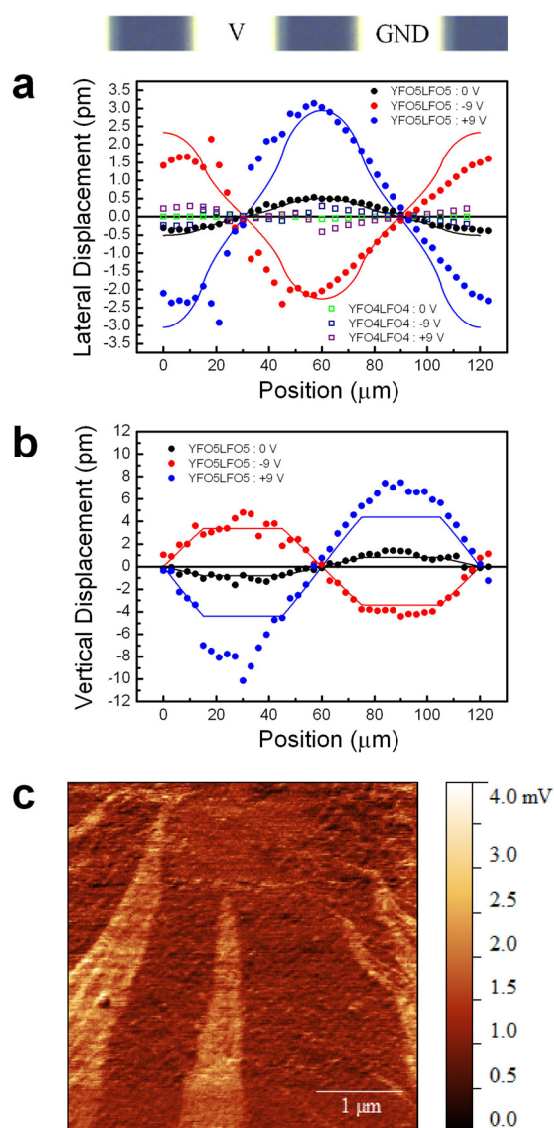 V GND
a
Lateral Displacement (pm)
3.5
3.0
2.5
2.0
1.5
1.0
0.5
0.0
-0.5
-1.0
-1.5
-2.0
-2.5
-3.0
-3.5
YFO5LFO5 : 0 V
YFO5LFO5 : -9 V
YFO5LFO5 : +9 V
YFO4LFO4 : 0 V
YFO4LFO4 : -9 V
YFO4LFO4 : +9 V
0 20 40 60 80 100 120
Position (μm)
b
Vertical Displacement (pm)
12
10
8
6
4
2
0
-2
-4
-6
-8
-10
-12
YFO5LFO5 : 0 V
YFO5LFO5 : -9 V
YFO5LFO5 : +9 V
0 20 40 60 80 100 120
Position (μm)
c
4.0 mV
3.0
2.5
2.0
1.5
1.0
0.5
0.0
1 μm